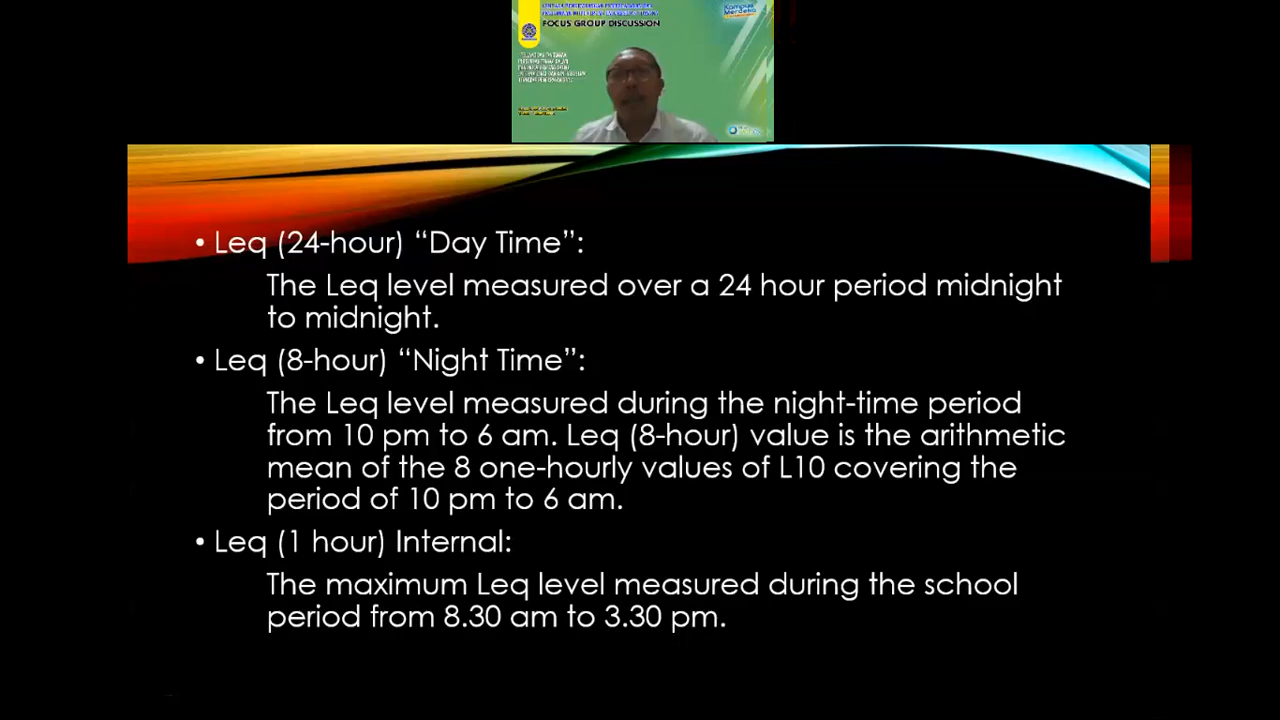 FOCUS GROUP DISCUSSION
Kampus
Merdeka
• Leq (24-hour) “Day Time”:
The Leq level measured over a 24 hour period midnight
to midnight.
• Leq (8-hour) “Night Time”:
The Leq level measured during the night-time period
from 10 pm to 6 am. Leq (8-hour) value is the arithmetic
mean of the 8 one-hourly values of L10 covering the
period of 10 pm to 6 am.
• Leq (1 hour) Internal:
The maximum Leq level measured during the school
period from 8.30 am to 3.30 pm.